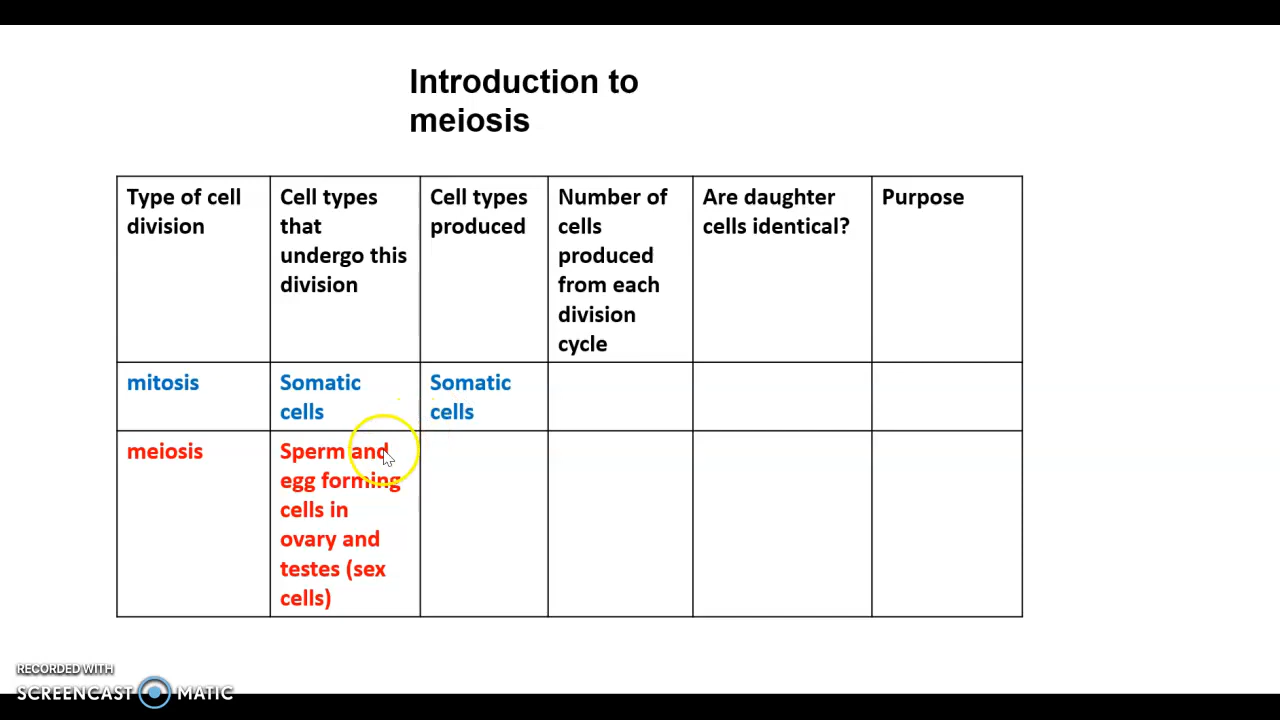 Introduction to
meiosis
Type of cell
division
Cell types
that
undergo this
division
Cell types
produced
Number of
cells
produced
from each
division
cycle
Are daughter
cells identical?
Purpose
mitosis
Somatic
cells
Somatic
cells
meiosis
Sperm and
egg forming
cells in
ovary and
testes (sex
cells)
RECORDED WITH
SCREENCAST MATIC